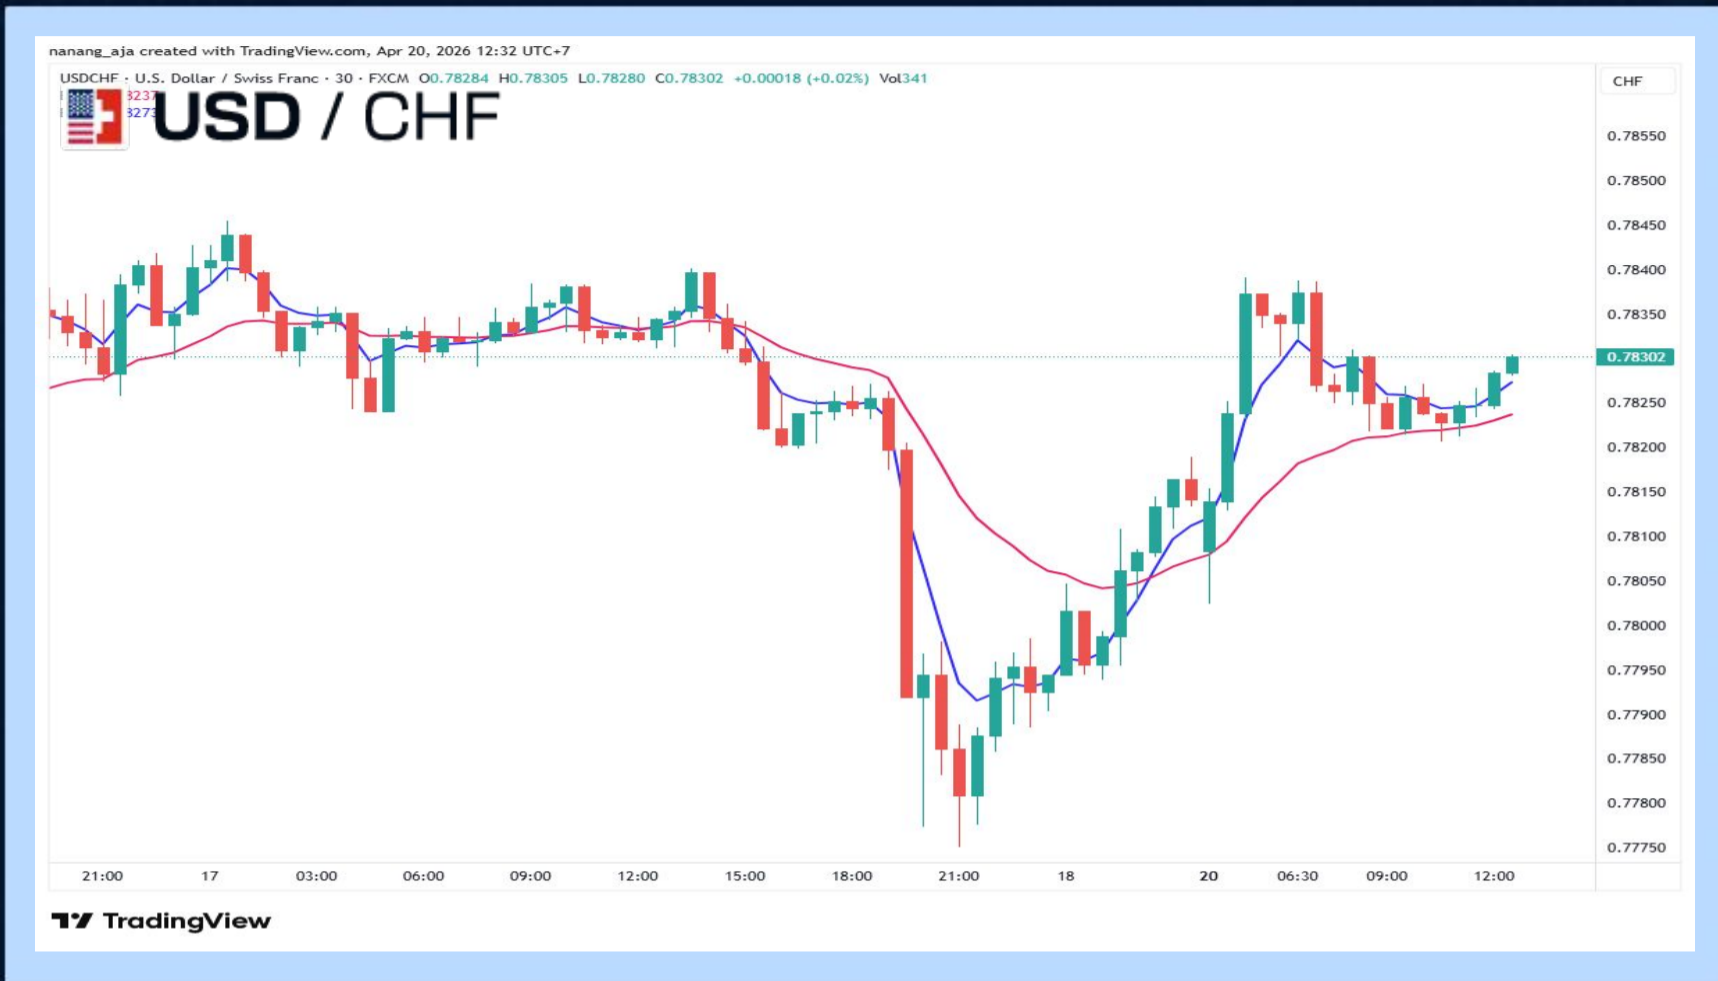 nanang_aja created with TradingView.com, Apr 20, 2026 12:32 UTC+7
USDCHF · U.S. Dollar / Swiss Franc · 30 · FXCM O0.78284 H0.78305 L0.78280 C0.78302 +0.00018 (+0.02%) Vol341
CHF
USD / CHF
0.78550
0.78500
0.78450
0.78400
0.78350
0.78302
0.78250
0.78200
0.78150
0.78100
0.78050
0.78000
0.77950
0.77900
0.77850
0.77800
0.77750
21:00 17 03:00 06:00 09:00 12:00 15:00 18:00 21:00 18 20 06:30 09:00 12:00
TradingView